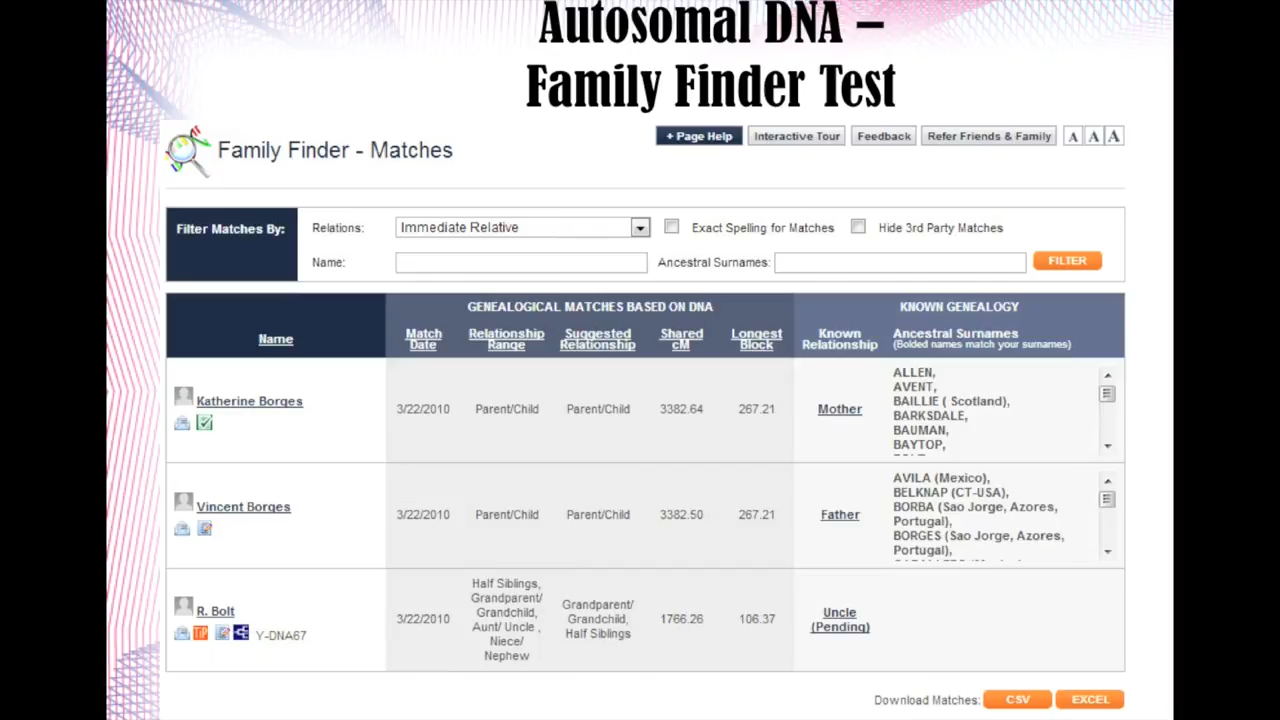 Autosomal DNA –
Family Finder Test
Family Finder - Matches
+ Page Help
Interactive Tour
Feedback
Refer Friends & Family
A A A
Filter Matches By:
Relations:
Immediate Relative
Exact Spelling for Matches
Hide 3rd Party Matches
Name:
Ancestral Surnames:
FILTER
GENEALOGICAL MATCHES BASED ON DNA
KNOWN GENEALOGY
Name
Match
Date
Relationship
Range
Suggested
Relationship
Shared
cM
Longest
Block
Known
Relationship
Ancestral Surnames
(Bolded names match your surnames)
Katherine Borges
3/22/2010
Parent/Child
Parent/Child
3382.64
267.21
Mother
ALLEN,
AVENT,
BAILLIE ( Scotland),
BARKSDALE,
BAUMAN,
BAYTOP,
Vincent Borges
3/22/2010
Parent/Child
Parent/Child
3382.50
267.21
Father
AVILA (Mexico),
BELKNAP (CT-USA),
BORBA (Sao Jorge, Azores,
Portugal),
BORGES (Sao Jorge, Azores,
Portugal),
R. Bolt
TiP
Y-DNA67
3/22/2010
Half Siblings,
Grandparent/
Grandchild,
Aunt/ Uncle ,
Niece/
Nephew
Grandparent/
Grandchild,
Half Siblings
1766.26
106.37
Uncle
(Pending)
Download Matches:
CSV
EXCEL